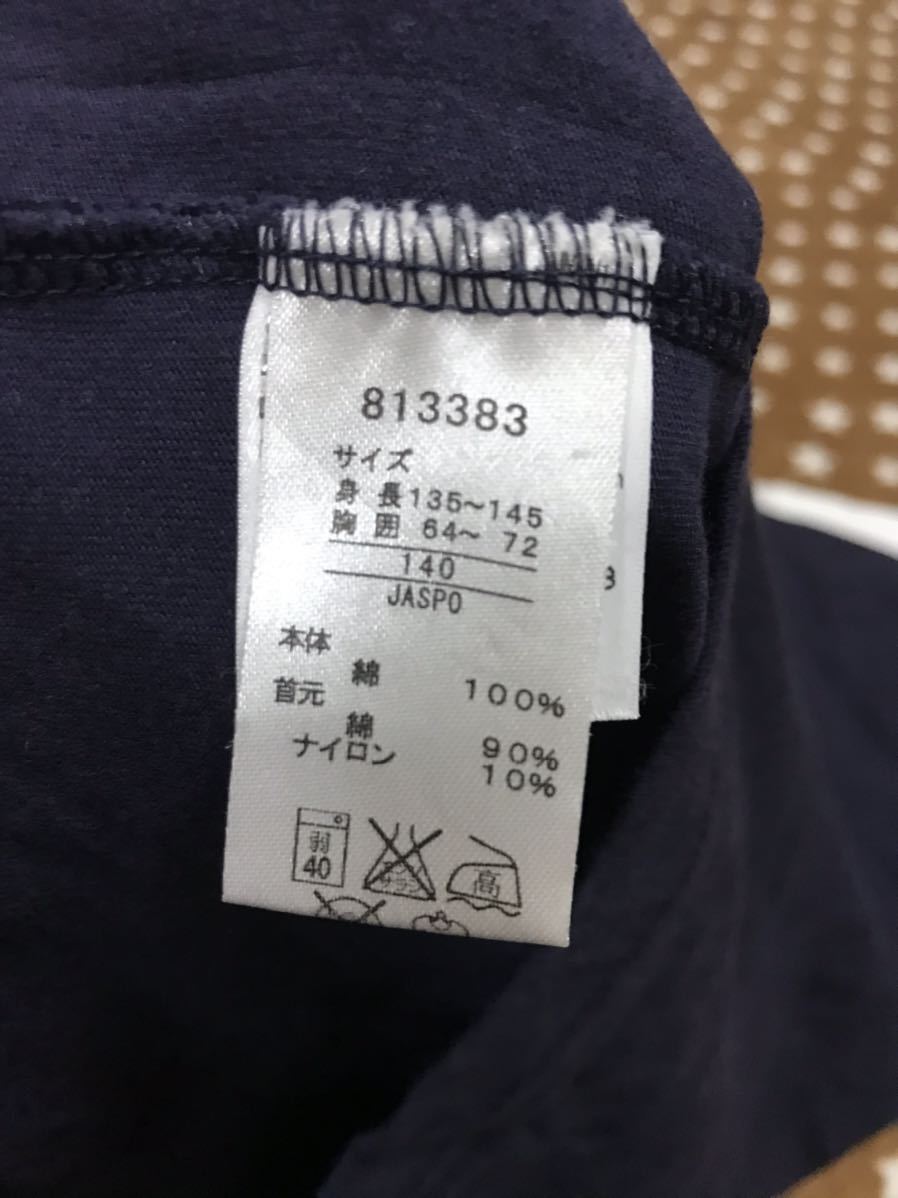 813383
サイズ
身長135～145
胸囲 64～ 72
140
JASPO
本体
綿 100%
首元
綿 90%
ナイロン 10%
弱
40
高